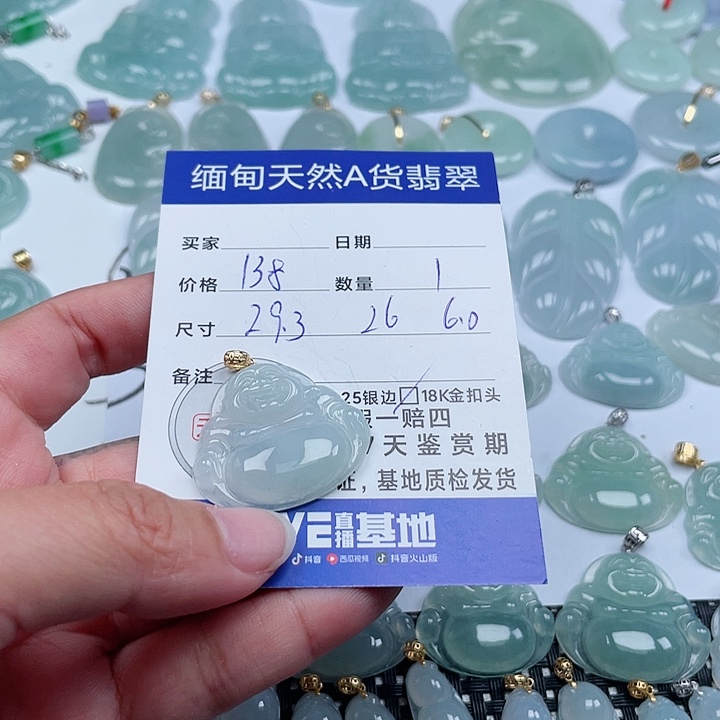 缅甸天然A货翡翠
买家 日期
价格 138 数量 1
尺寸 29.3 26 6.0
备注
25银边 18K金扣头
一赔四
天鉴赏期
证，基地质检发货
VE直播基地
抖音 西瓜视频 抖音火山版